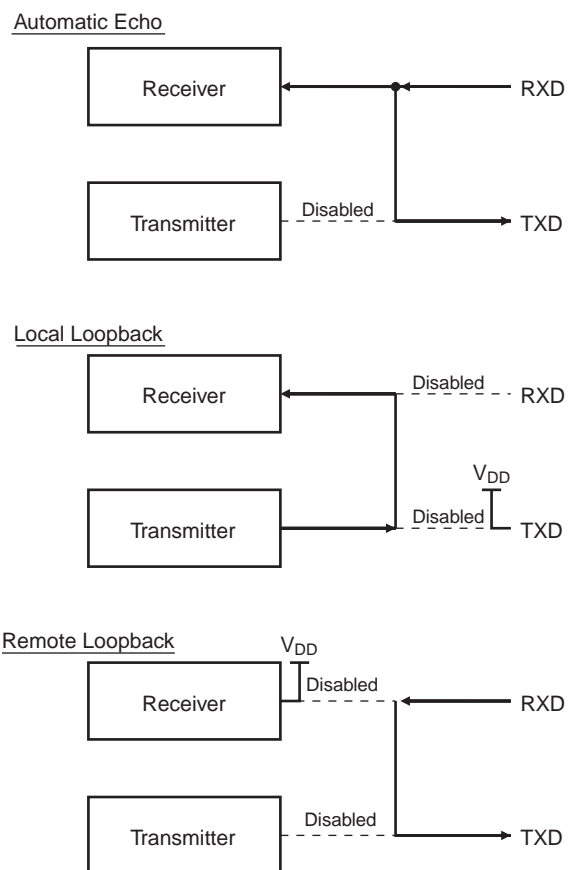 Automatic Echo
Receiver
RXD
Transmitter
Disabled
TXD
Local Loopback
Receiver
Disabled
RXD
VDD
Transmitter
Disabled
TXD
Remote Loopback
VDD
Receiver
Disabled
RXD
Transmitter
Disabled
TXD